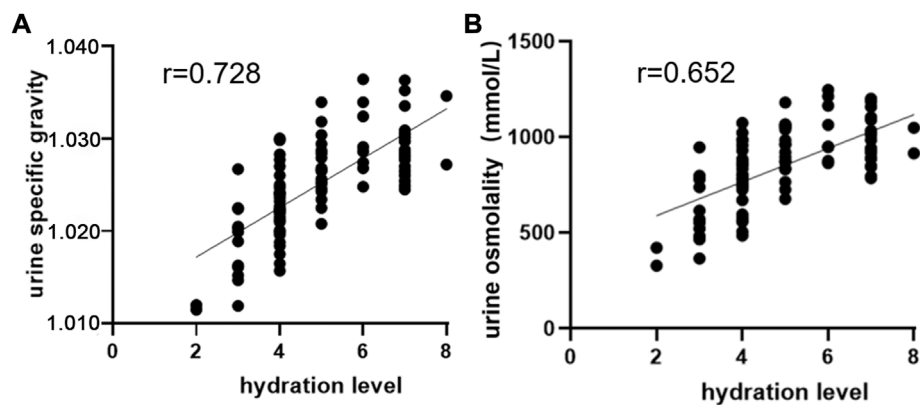 A
r=0.728
urine specific gravity
1.040
1.030
1.020
1.010
0
2
4
6
8
hydration level
B
r=0.652
urine osmolality (mmol/L)
1500
1000
500
0
0
2
4
6
8
hydration level